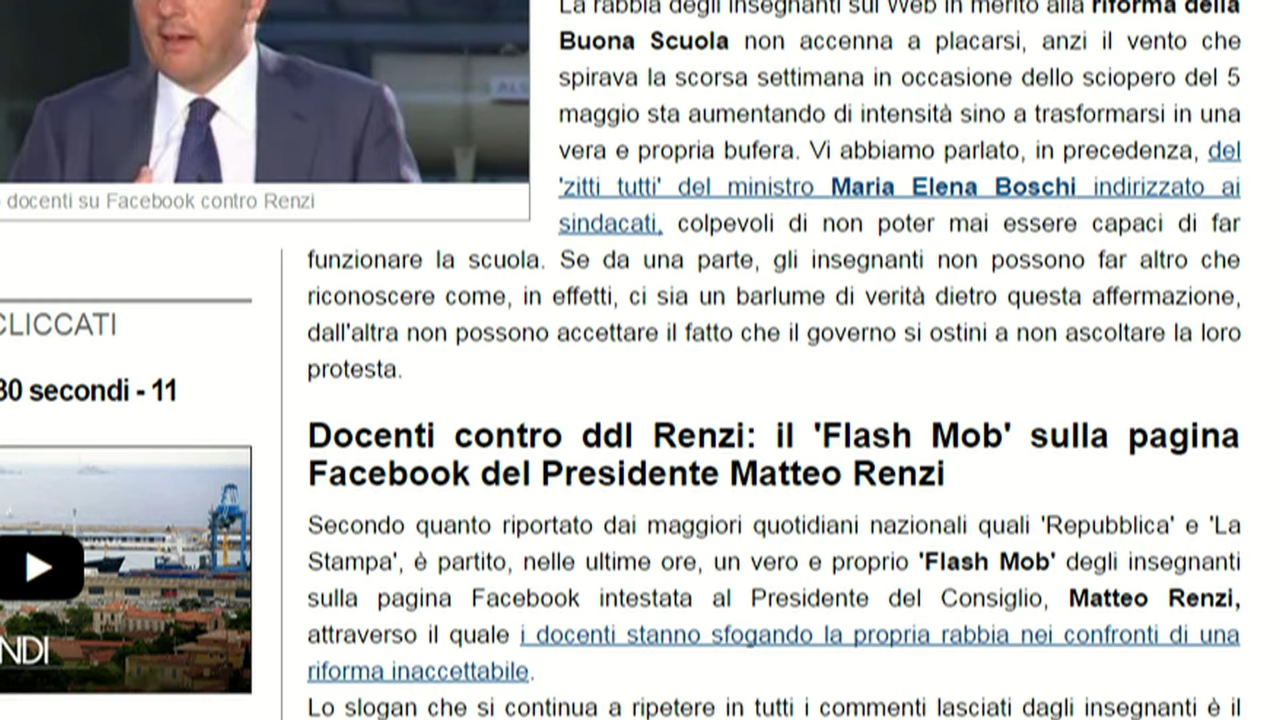 La rabbia degli insegnanti sul Web in merito alla riforma della
Buona Scuola non accenna a placarsi, anzi il vento che
spirava la scorsa settimana in occasione dello sciopero del 5
maggio sta aumentando di intensità sino a trasformarsi in una
vera e propria bufera. Vi abbiamo parlato, in precedenza, del
'zitti tutti' del ministro Maria Elena Boschi indirizzato ai
sindacati, colpevoli di non poter mai essere capaci di far
funzionare la scuola. Se da una parte, gli insegnanti non possono far altro che
riconoscere come, in effetti, ci sia un barlume di verità dietro questa affermazione,
dall'altra non possono accettare il fatto che il governo si ostini a non ascoltare la loro
protesta.
docenti su Facebook contro Renzi
CLICCATI
30 secondi - 11
NDI
Docenti contro ddl Renzi: il 'Flash Mob' sulla pagina
Facebook del Presidente Matteo Renzi
Secondo quanto riportato dai maggiori quotidiani nazionali quali 'Repubblica' e 'La
Stampa', è partito, nelle ultime ore, un vero e proprio 'Flash Mob' degli insegnanti
sulla pagina Facebook intestata al Presidente del Consiglio, Matteo Renzi,
attraverso il quale i docenti stanno sfogando la propria rabbia nei confronti di una
riforma inaccettabile.
Lo slogan che si continua a ripetere in tutti i commenti lasciati dagli insegnanti è il